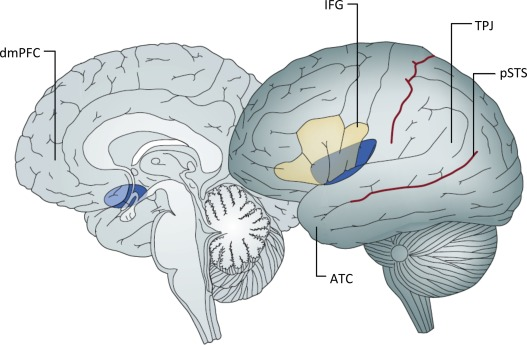 IFG
TPJ
dmPFC
pSTS
ATC